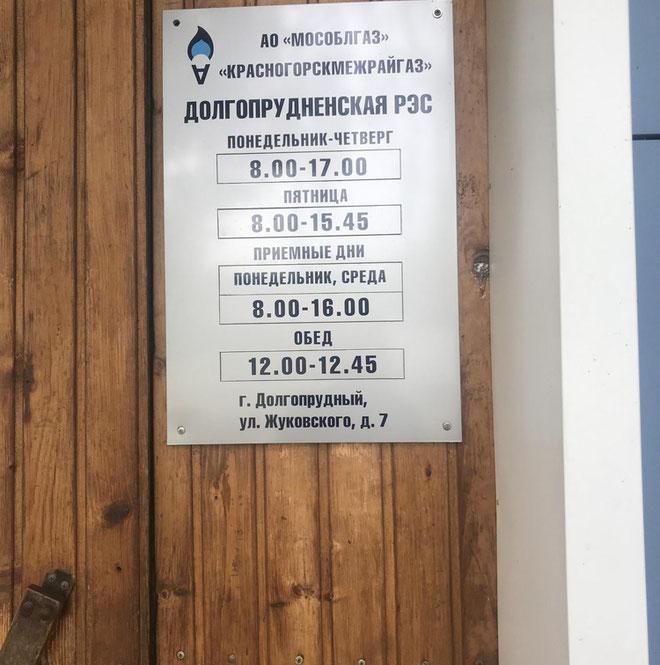 АО «МОСОБЛГАЗ»
«КРАСНОГОРСКМЕЖРАЙГАЗ»
ДОЛГОПРУДНЕНСКАЯ РЭС
ПОНЕДЕЛЬНИК-ЧЕТВЕРГ
8.00-17.00
ПЯТНИЦА
8.00-15.45
ПРИЕМНЫЕ ДНИ
ПОНЕДЕЛЬНИК, СРЕДА
8.00-16.00
ОБЕД
12.00-12.45
г. Долгопрудный,
ул. Жуковского, д. 7